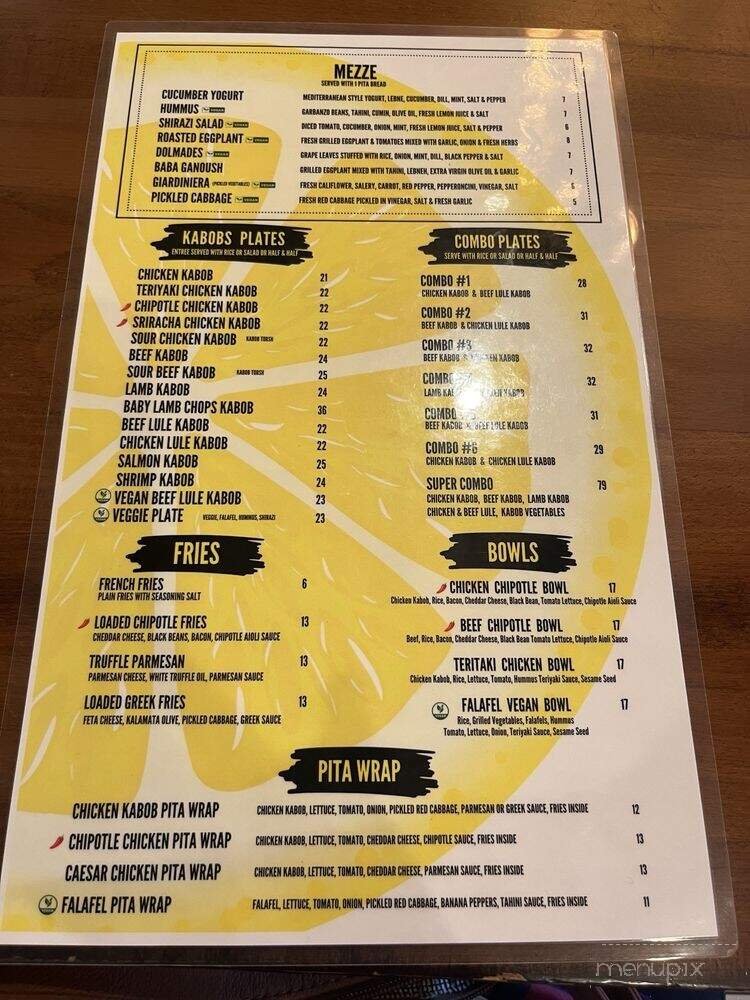 MEZZE
SERVED WITH 1 PITA BREAD
CUCUMBER YOGURT MEDITERRANEAN STYLE YOGURT, LEBNE, CUCUMBER, DILL, MINT, SALT & PEPPER 7
HUMMUS VEGAN GARBANZO BEANS, TAHINI, CUMIN, OLIVE OIL, FRESH LEMON JUICE & SALT 7
SHIRAZI SALAD VEGAN DICED TOMATO, CUCUMBER, ONION, MINT, FRESH LEMON JUICE, SALT & PEPPER 6
ROASTED EGGPLANT VEGAN FRESH GRILLED EGGPLANT & TOMATOES MIXED WITH GARLIC, ONION & FRESH HERBS 8
DOLMADES VEGAN GRAPE LEAVES STUFFED WITH RICE, ONION, MINT, DILL, BLACK PEPPER & SALT 7
BABA GANOUSH GRILLED EGGPLANT MIXED WITH TAHINI, LEBNEH, EXTRA VIRGIN OLIVE OIL & GARLIC 7
GIARDINIERA (PICKLED VEGETABLES) VEGAN FRESH CALIFLOWER, SALERY, CARROT, RED PEPPER, PEPPERONCINI, VINEGAR, SALT 6
PICKLED CABBAGE VEGAN FRESH RED CABBAGE PICKLED IN VINEGAR, SALT & FRESH GARLIC 5
KABOBS PLATES
ENTREE SERVED WITH RICE OR SALAD OR HALF & HALF
CHICKEN KABOB 21
TERIYAKI CHICKEN KABOB 22
CHIPOTLE CHICKEN KABOB 22
SRIRACHA CHICKEN KABOB 22
SOUR CHICKEN KABOB KABOB TORSH 22
BEEF KABOB 24
SOUR BEEF KABOB KABOB TORSH 25
LAMB KABOB 24
BABY LAMB CHOPS KABOB 36
BEEF LULE KABOB 22
CHICKEN LULE KABOB 22
SALMON KABOB 25
SHRIMP KABOB 24
VEGAN BEEF LULE KABOB 23
VEGGIE PLATE VEGGIE, FALAFEL, HUMMUS, SHIRAZI 23
COMBO PLATES
SERVE WITH RICE OR SALAD OR HALF & HALF
COMBO #1 28
CHICKEN KABOB & BEEF LULE KABOB
COMBO #2 31
BEEF KABOB & CHICKEN LULE KABOB
COMBO #3 32
BEEF KABOB & CHICKEN KABOB
COMBO 32
LAMB KABOB
COMBO 31
BEEF KABOB & BEEF LULE KABOB
COMBO #6 29
CHICKEN KABOB & CHICKEN LULE KABOB
SUPER COMBO 79
CHICKEN KABOB, BEEF KABOB, LAMB KABOB
CHICKEN & BEEF LULE, KABOB VEGETABLES
FRIES
FRENCH FRIES 6
PLAIN FRIES WITH SEASONING SALT
LOADED CHIPOTLE FRIES 13
CHEDDAR CHEESE, BLACK BEANS, BACON, CHIPOTLE AIOLI SAUCE
TRUFFLE PARMESAN 13
PARMESAN CHEESE, WHITE TRUFFLE OIL, PARMESAN SAUCE
LOADED GREEK FRIES 13
FETA CHEESE, KALAMATA OLIVE, PICKLED CABBAGE, GREEK SAUCE
BOWLS
CHICKEN CHIPOTLE BOWL 17
Chicken Kabob, Rice, Bacon, Cheddar Cheese, Black Bean, Tomato Lettuce, Chipotle Aioli Sauce
BEEF CHIPOTLE BOWL 17
Beef, Rice, Bacon, Cheddar Cheese, Black Bean Tomato Lettuce, Chipotle Aioli Sauce
TERITAKI CHICKEN BOWL 17
Chicken Kabob, Rice, Lettuce, Tomato, Hummus Teriyaki Sauce, Sesame Seed
FALAFEL VEGAN BOWL 17
Rice, Grilled Vegetables, Falafels, Hummus
Tomato, Lettuce, Onion, Teriyaki Sauce, Sesame Seed
PITA WRAP
CHICKEN KABOB PITA WRAP CHICKEN KABOB, LETTUCE, TOMATO, ONION, PICKLED RED CABBAGE, PARMESAN OR GREEK SAUCE, FRIES INSIDE 12
CHIPOTLE CHICKEN PITA WRAP CHICKEN KABOB, LETTUCE, TOMATO, CHEDDAR CHEESE, CHIPOTLE SAUCE, FRIES INSIDE 13
CAESAR CHICKEN PITA WRAP CHICKEN KABOB, LETTUCE, TOMATO, CHEDDAR CHEESE, PARMESAN SAUCE, FRIES INSIDE 13
FALAFEL PITA WRAP FALAFEL, LETTUCE, TOMATO, ONION, PICKLED RED CABBAGE, BANANA PEPPERS, TAHINI SAUCE, FRIES INSIDE 11
menupix